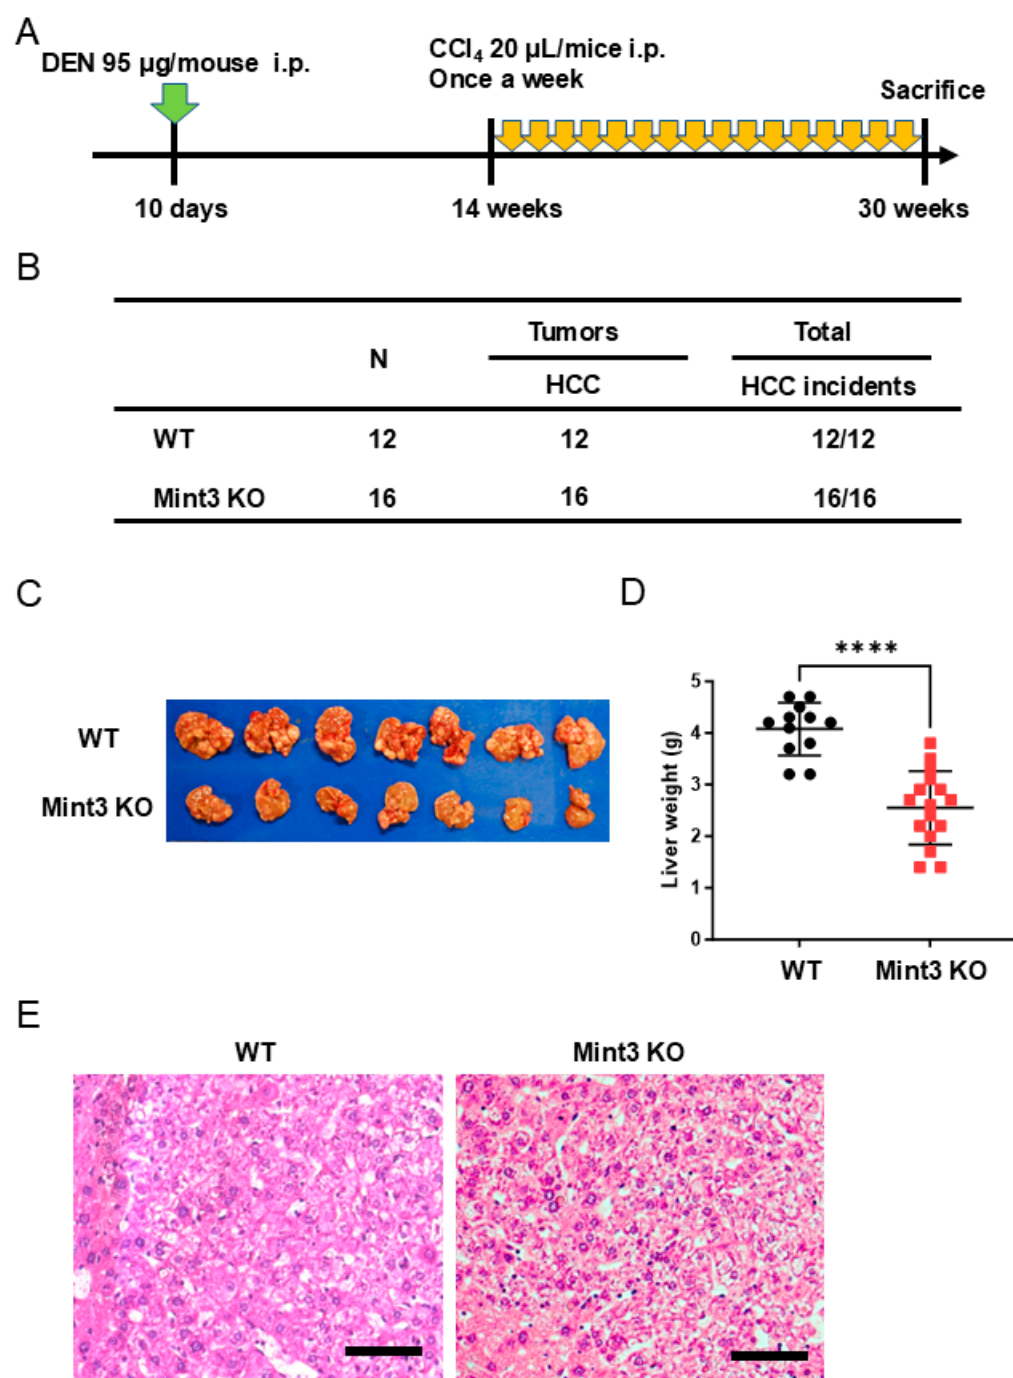 A
DEN 95 µg/mouse i.p.
CCl4 20 µL/mice i.p.
Once a week
Sacrifice
10 days
14 weeks
30 weeks
B
N
Tumors
Total
HCC
HCC incidents
WT 12 12 12/12
Mint3 KO 16 16 16/16
C
WT
Mint3 KO
D
****
Liver weight (g)
5
4
3
2
1
0
WT
Mint3 KO
E
WT
Mint3 KO